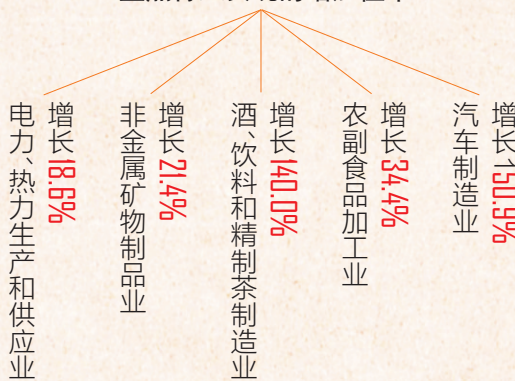 汽车制造业
增长150.9%
农副食品加工业
增长34.4%
酒、饮料和精制茶制造业
增长140.0%
非金属矿物制品业
增长21.4%
电力、热力生产和供应业
增长18.6%